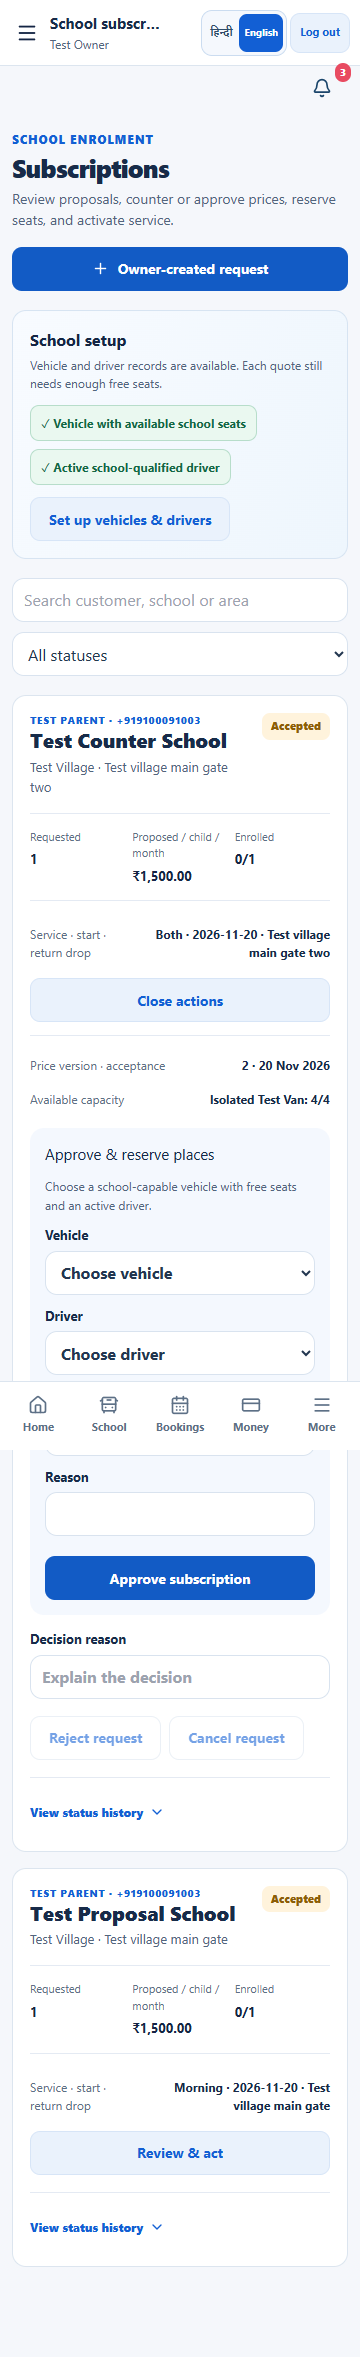 School subscr...
Test Owner
हिन्दी
English
Log out
3
SCHOOL ENROLMENT
Subscriptions
Review proposals, counter or approve prices, reserve
seats, and activate service.
+ Owner-created request
School setup
Vehicle and driver records are available. Each quote still
needs enough free seats.
✓ Vehicle with available school seats
✓ Active school-qualified driver
Set up vehicles & drivers
Search customer, school or area
All statuses
TEST PARENT • +919100091003
Accepted
Test Counter School
Test Village · Test village main gate
two
Requested
1
Proposed / child /
month
₹1,500.00
Enrolled
0/1
Service · start ·
return drop
Both · 2026-11-20 · Test village
main gate two
Close actions
Price version · acceptance
2 · 20 Nov 2026
Available capacity
Isolated Test Van: 4/4
Approve & reserve places
Choose a school-capable vehicle with free seats
and an active driver.
Vehicle
Choose vehicle
Driver
Choose driver
Home
School
Bookings
Money
More
Reason
Approve subscription
Decision reason
Explain the decision
Reject request
Cancel request
View status history
TEST PARENT • +919100091003
Accepted
Test Proposal School
Test Village · Test village main gate
Requested
1
Proposed / child /
month
₹1,500.00
Enrolled
0/1
Service · start ·
return drop
Morning · 2026-11-20 · Test
village main gate
Review & act
View status history